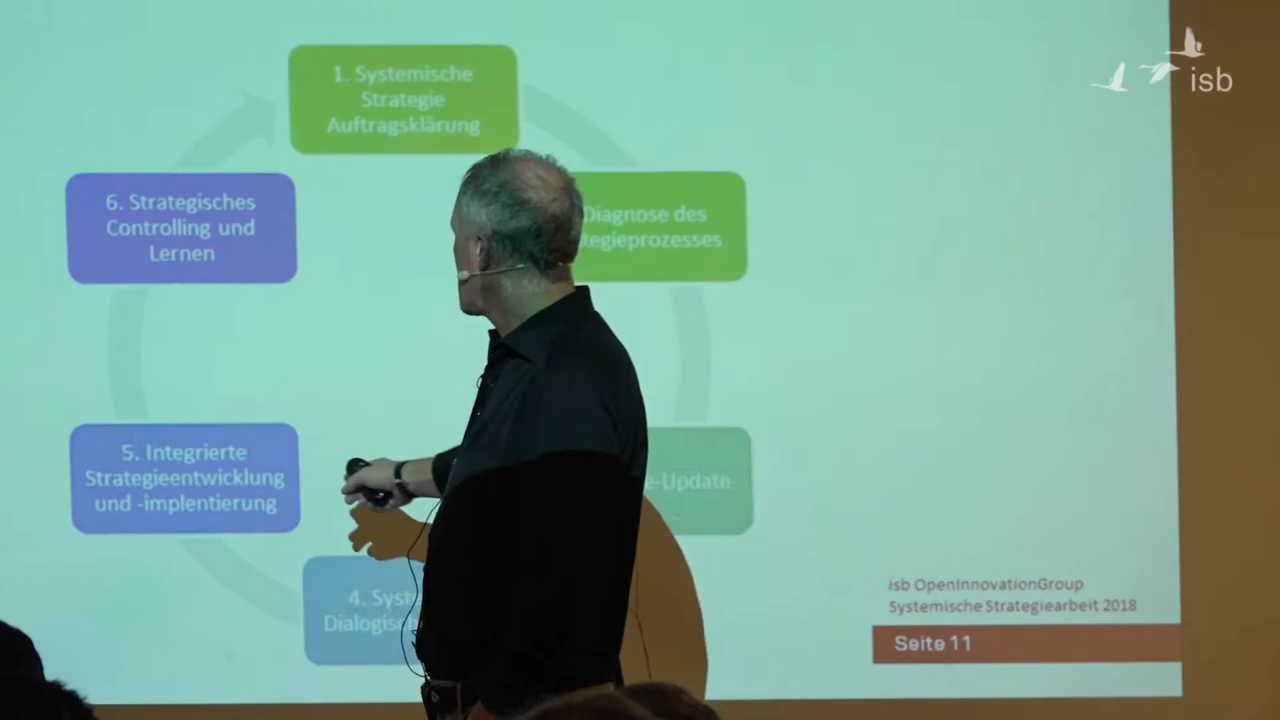 isb
1. Systemische
Strategie
Auftragsklärung
Diagnose des
tegieprozesses
e-Update
4. Syst
Dialogisc
5. Integrierte
Strategieentwicklung
und -implentierung
6. Strategisches
Controlling und
Lernen
isb OpenInnovationGroup
Systemische Strategiearbeit 2018
Seite 11